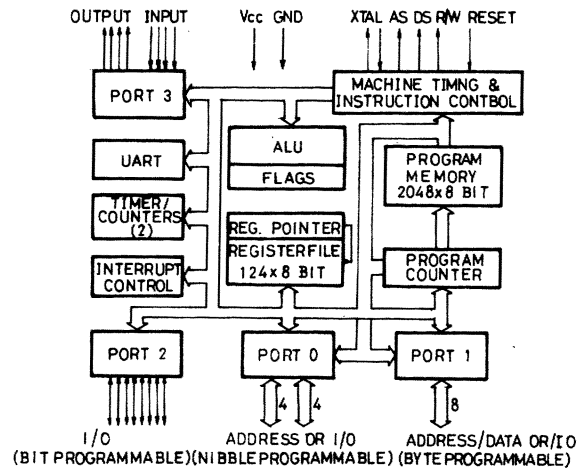 OUTPUT INPUT Vcc GND XTAL AS DS R/W RESET
PORT 3
MACHINE TIMNG &
INSTRUCTION CONTBOL
ALU
FLAGS
UART
PROGRAM
MEMORY
2048x8 BIT
TIMER/
COUNTERS
(2)
REG. POINTER
REGISTERFILE
124x8 BIT
PROGRAM
COUNTER
INTERRUPT
CONTROL
PORT 2
PORT 0
PORT 1
4
4
8
I/O
(BIT PROGRAMMABLE)
ADDRESS OR I/O
(NIBBLE PROGRAMMABLE)
ADDRESS/DATA OR/IO
(BYTE PROGRAMMABLE)